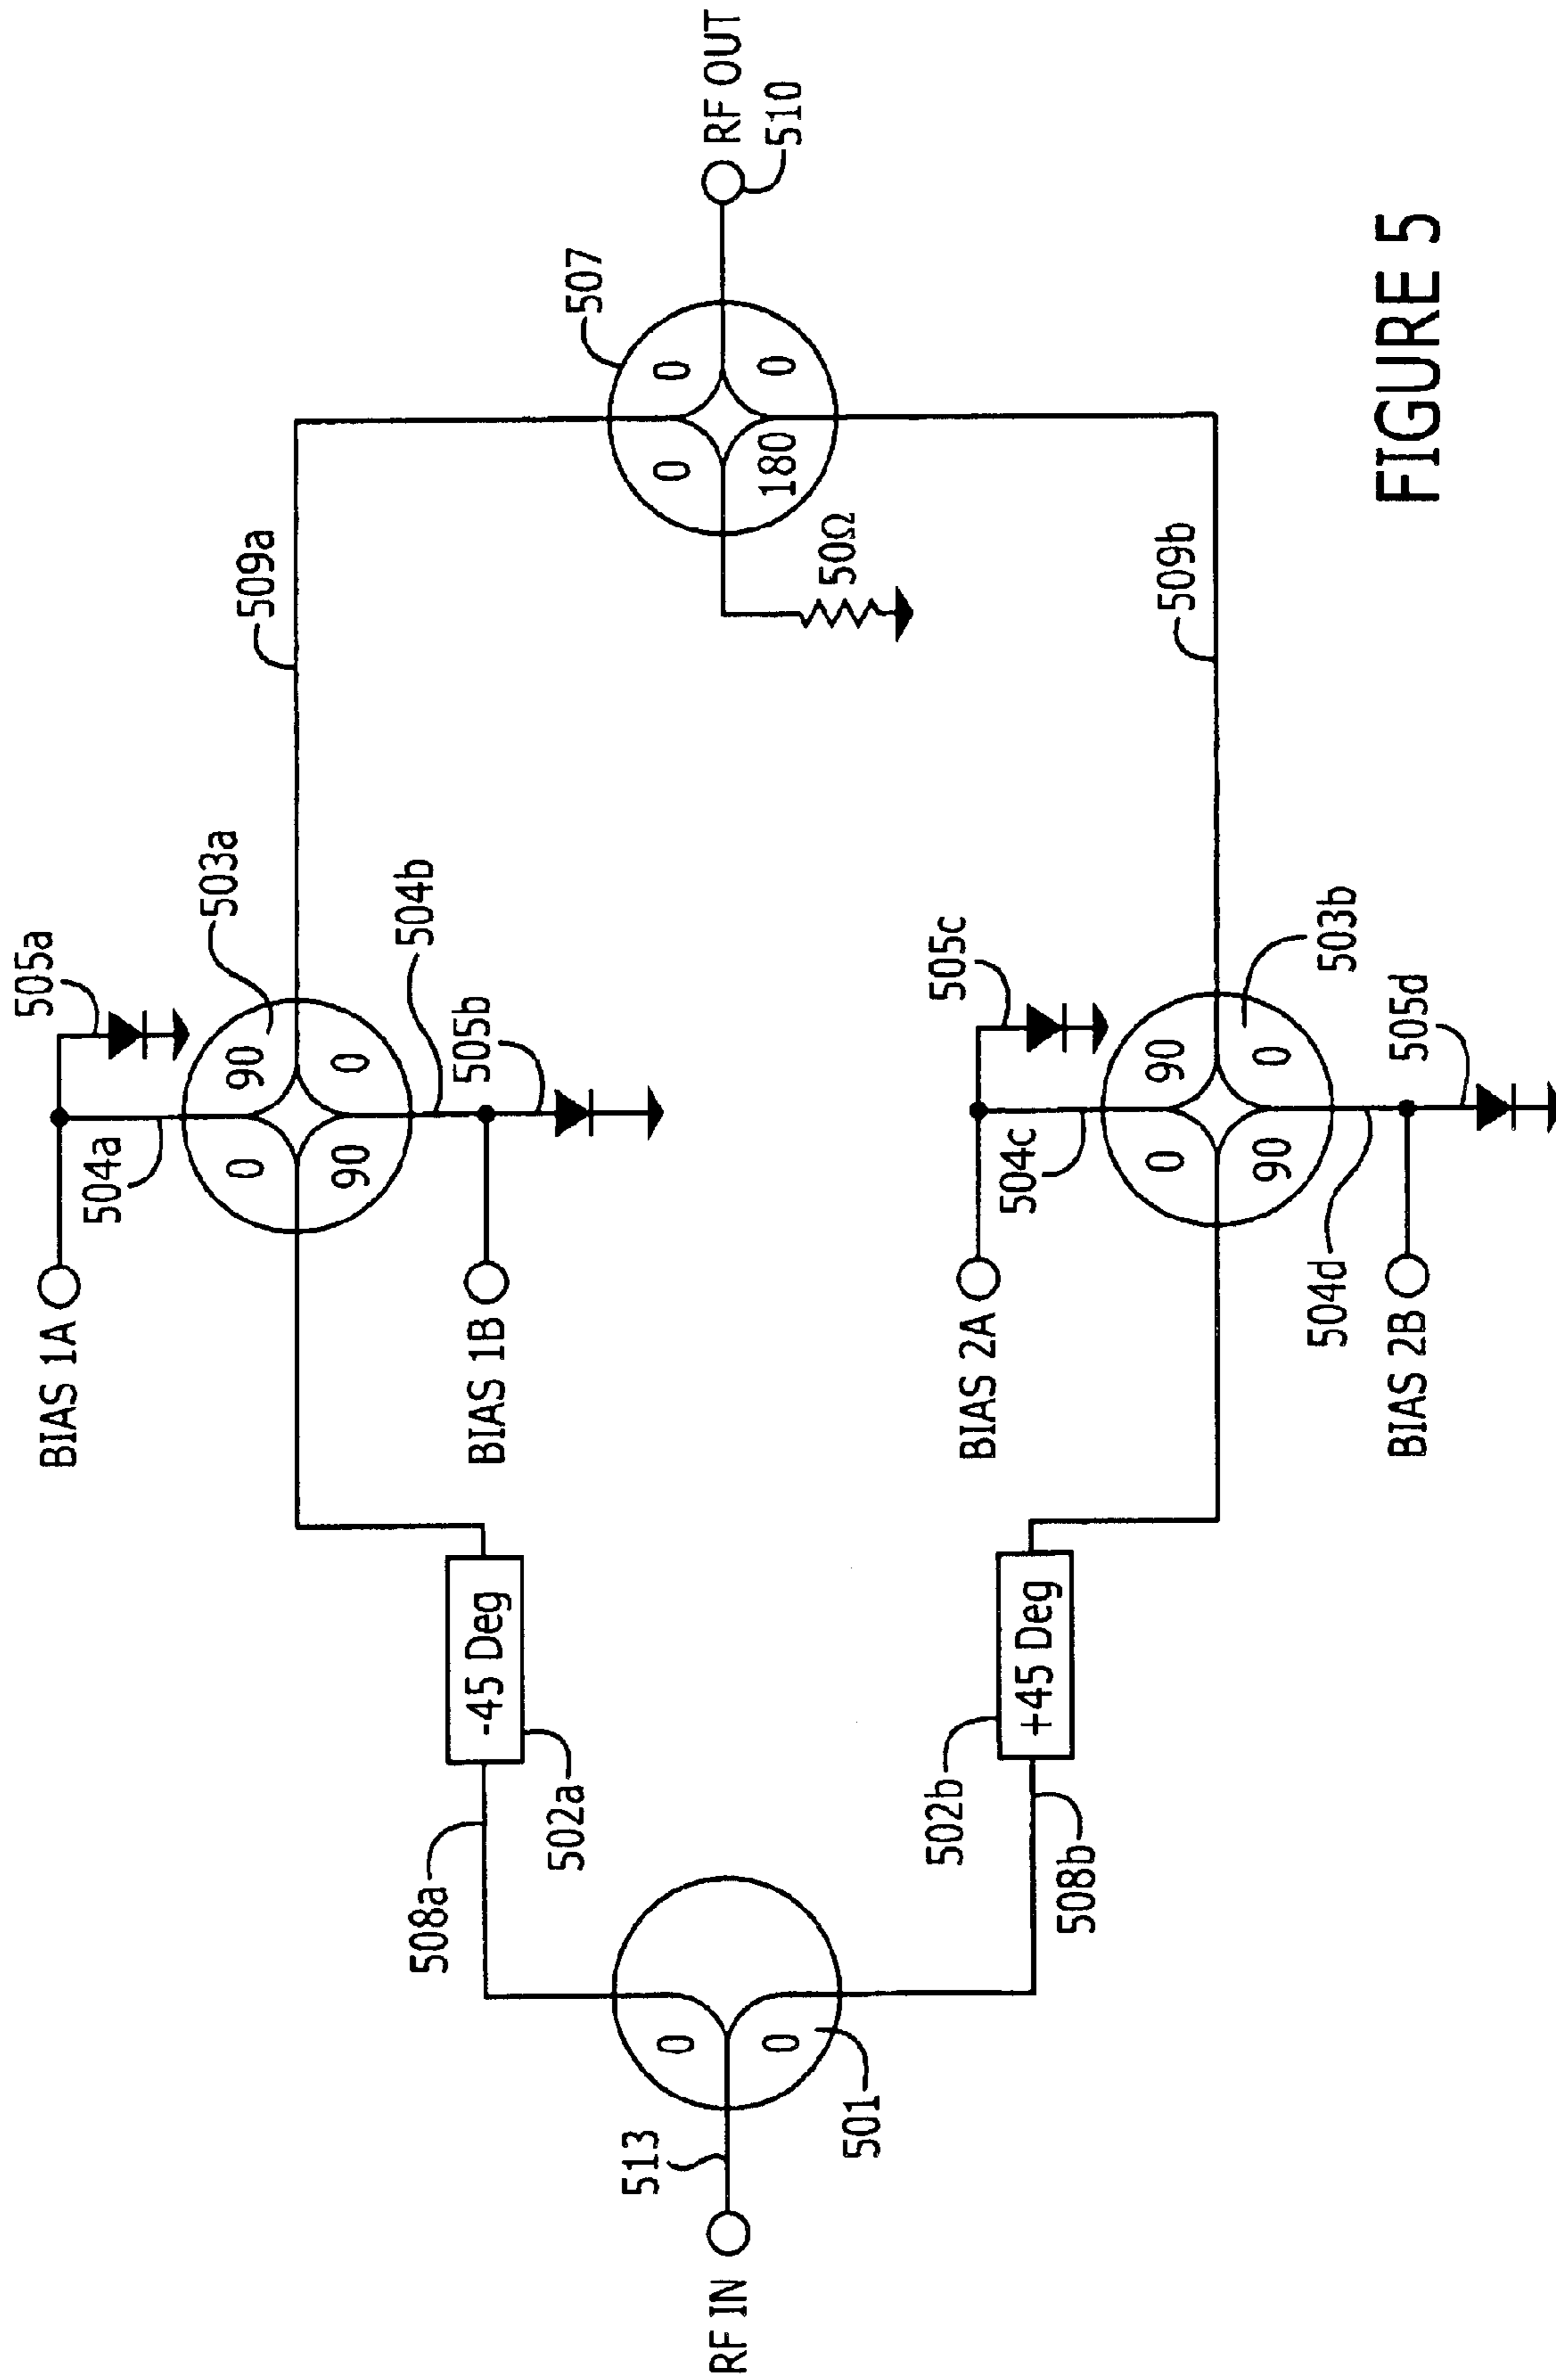 BIAS 1A
505a
504a
0
90
503a
90
0
504b
505b
BIAS 1B
509a
508a
-45 Deg
502a
RF IN
513
0
0
501
507
0
0
180
0
50Ω
RF OUT
510
502b
+45 Deg
508b
BIAS 2A
505c
504c
0
90
90
0
503b
509b
504d
505d
BIAS 2B
FIGURE 5